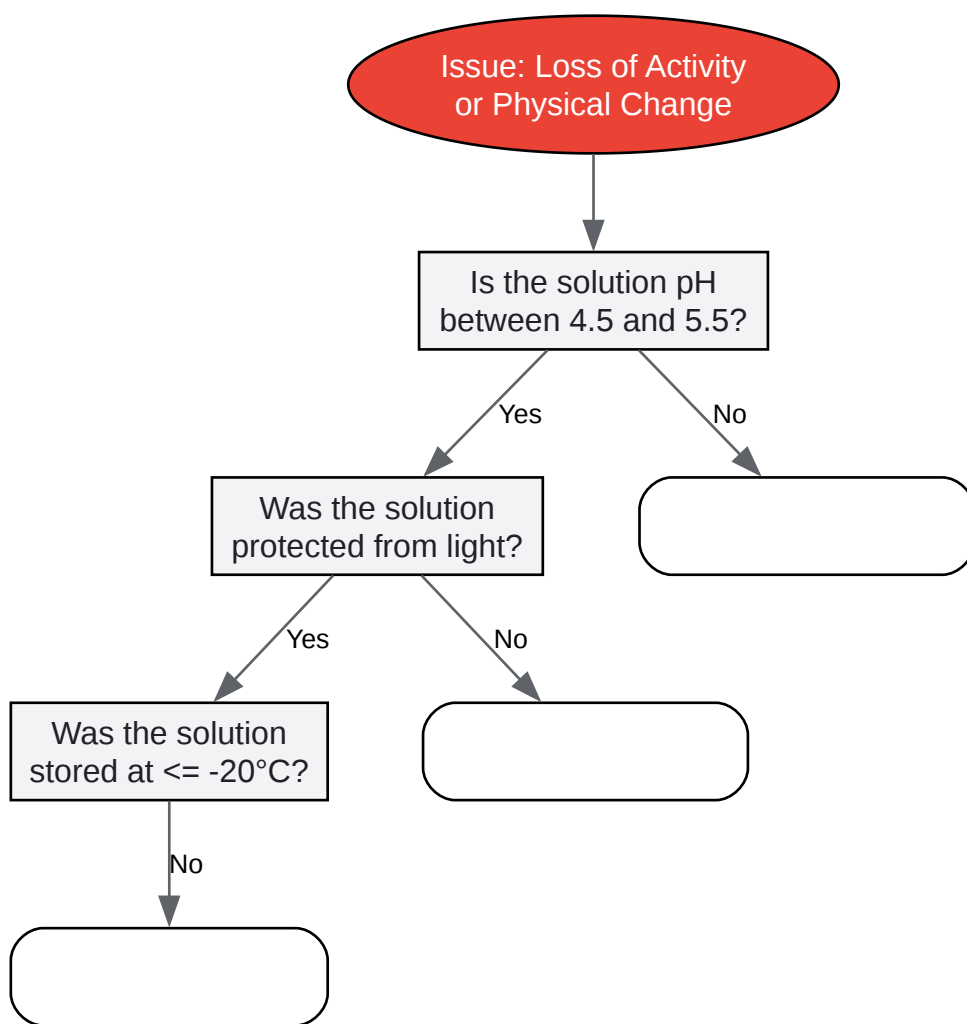 Issue: Loss of Activity
or Physical Change
Is the solution pH
between 4.5 and 5.5?
Yes
No
Was the solution
protected from light?
Yes
No
Was the solution
stored at <= -20°C?
No